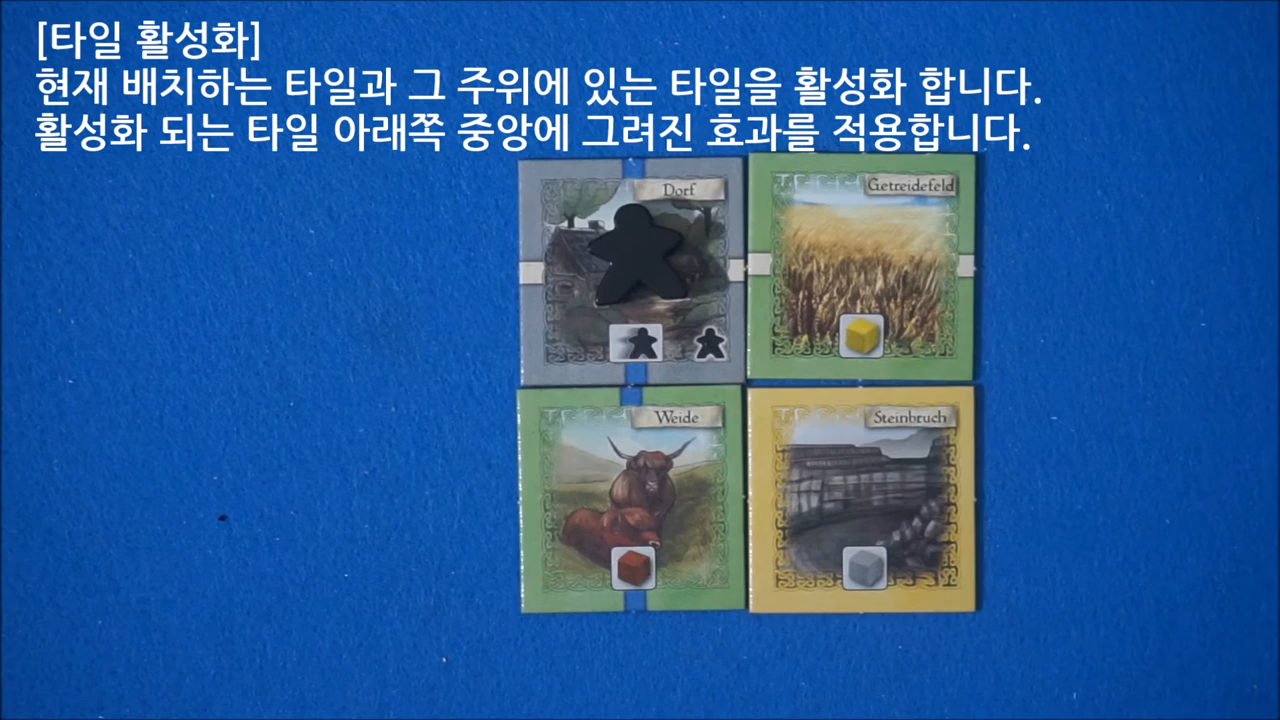 [타일 활성화]
현재 배치하는 타일과 그 주위에 있는 타일을 활성화 합니다.
활성화 되는 타일 아래쪽 중앙에 그려진 효과를 적용합니다.
Dorf
Getreidefeld
Weide
Steinbruch